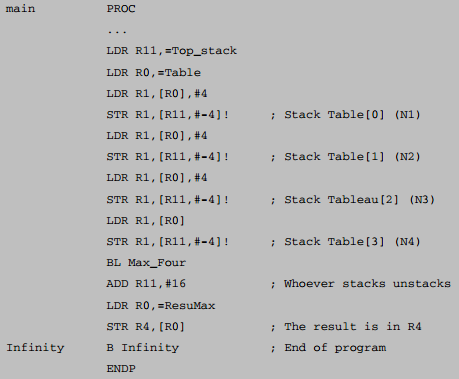 main PROC
...
LDR R11,=Top_stack
LDR R0,=Table
LDR R1,[R0],#4
STR R1,[R11,#-4]! ; Stack Table[0] (N1)
LDR R1,[R0],#4
STR R1,[R11,#-4]! ; Stack Table[1] (N2)
LDR R1,[R0],#4
STR R1,[R11,#-4]! ; Stack Tableau[2] (N3)
LDR R1,[R0]
STR R1,[R11,#-4]! ; Stack Table[3] (N4)
BL Max_Four
ADD R11,#16 ; Whoever stacks unstacks
LDR R0,=ResuMax
STR R4,[R0] ; The result is in R4
Infinity B Infinity ; End of program
ENDP